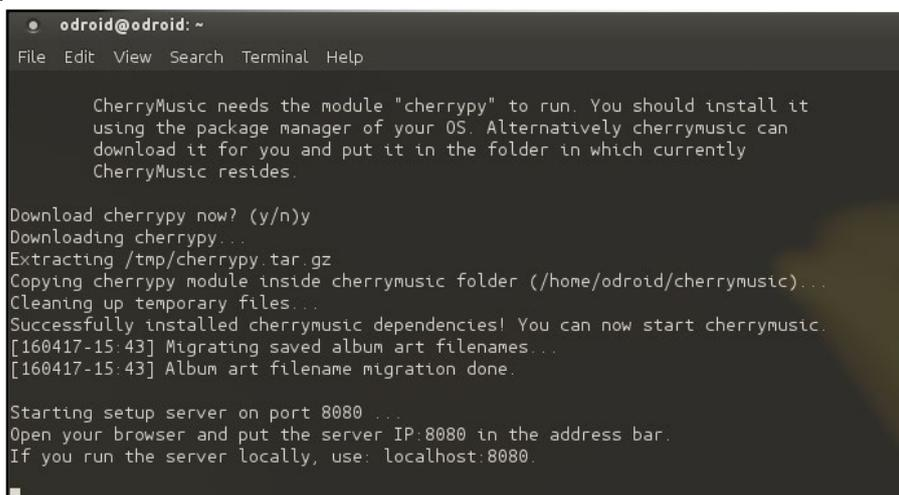 odroid@odroid: ~
File Edit View Search Terminal Help
CherryMusic needs the module "cherrypy" to run. You should install it
using the package manager of your OS. Alternatively cherrymusic can
download it for you and put it in the folder in which currently
CherryMusic resides.
Download cherrypy now? (y/n)y
Downloading cherrypy...
Extracting /tmp/cherrypy.tar.gz
Copying cherrypy module inside cherrymusic folder (/home/odroid/cherrymusic)...
Cleaning up temporary files...
Successfully installed cherrymusic dependencies! You can now start cherrymusic.
[160417-15:43] Migrating saved album art filenames...
[160417-15:43] Album art filename migration done.
Starting setup server on port 8080 ...
Open your browser and put the server IP:8080 in the address bar.
If you run the server locally, use: localhost:8080.